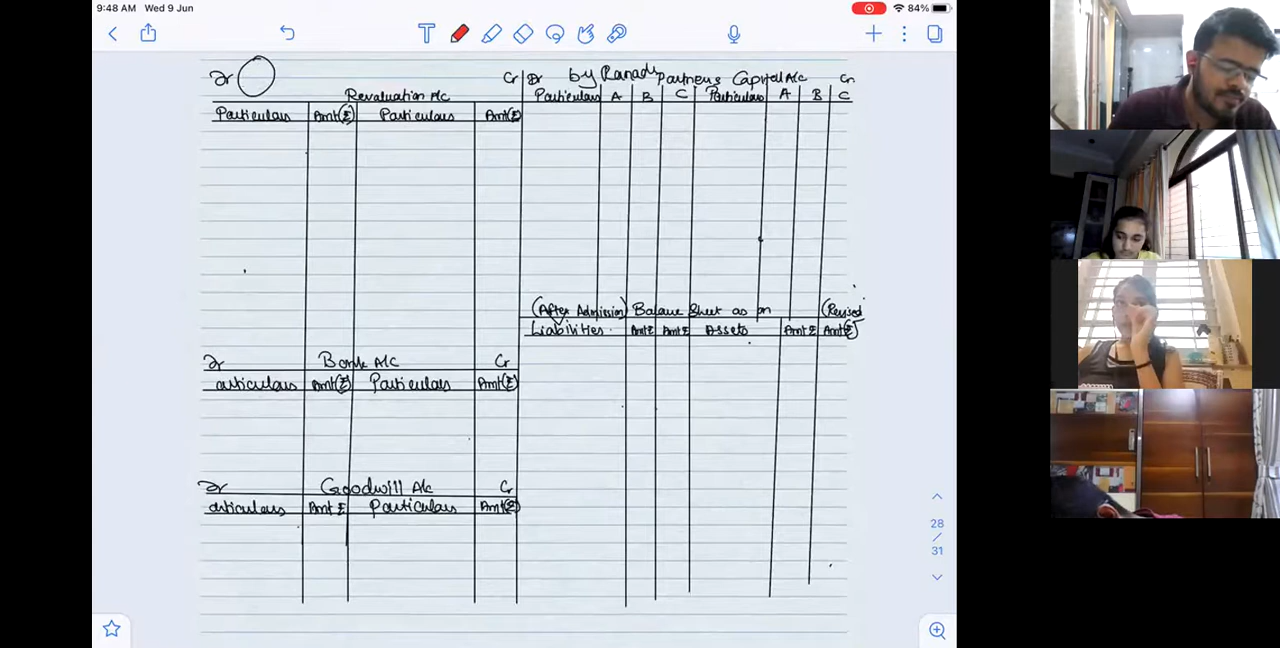 9:48 AM Wed 9 Jun
84%
T
Dr Cr
Revaluation A/c
Particulars Amt(₹) Particulars Amt(₹)
Dr by Ranade Partners Capital A/c Cr
Particulars A B C Particulars A B C
(After Admission) Balance Sheet as on (Revised
Liabilities. Amt ₹ Amt ₹ Assets Amt ₹ Amt(₹)
Dr Bank A/c Cr
articulars Amt(₹) Particulars Amt(₹)
Dr Goodwill A/c Cr
articulars Amt ₹ Particulars Amt(₹)
28
/
31